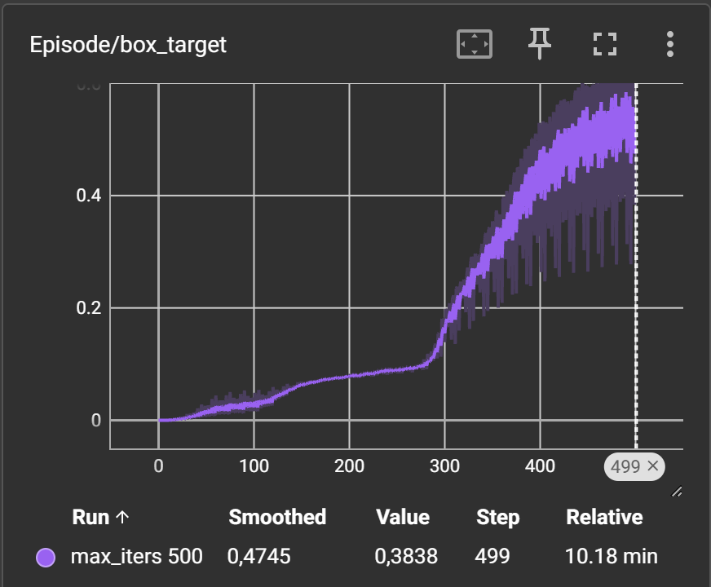 Episode/box_target
0.4
0.2
0
0 100 200 300 400 499 ×
Run ↑ Smoothed Value Step Relative
max_iters 500 0,4745 0,3838 499 10.18 min